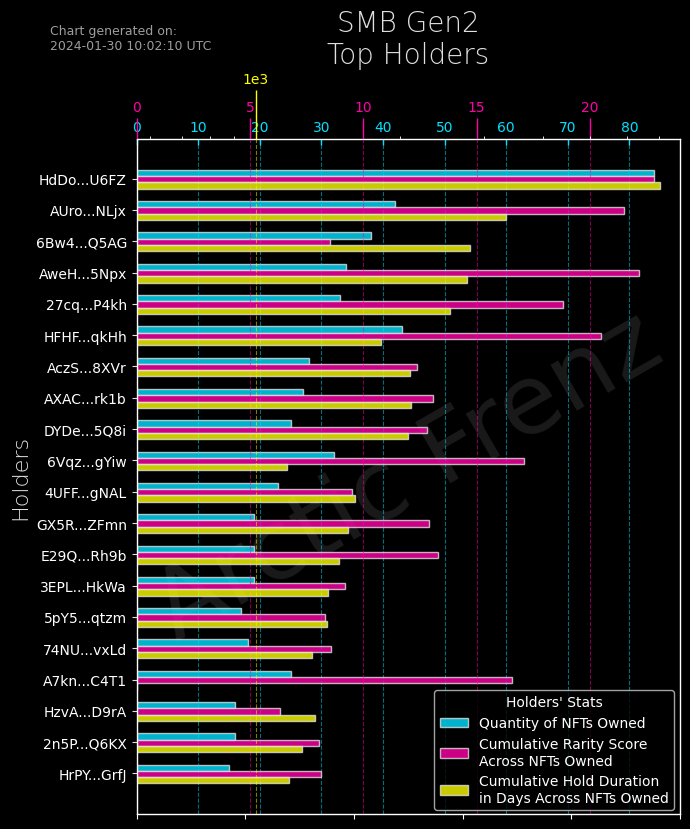 Chart generated on:
2024-01-30 10:02:10 UTC
SMB Gen2
Top Holders
1e3
0 5 10 15 20
0 10 20 30 40 50 60 70 80
Holders
HdDo...U6FZ
AUro...NLjx
6Bw4...Q5AG
AweH...5Npx
27cq...P4kh
HFHF...qkHh
AczS...8XVr
AXAC...rk1b
DYDe...5Q8i
6Vqz...gYiw
4UFF...gNAL
GX5R...ZFmn
E29Q...Rh9b
3EPL...HkWa
5pY5...qtzm
74NU...vxLd
A7kn...C4T1
HzvA...D9rA
2n5P...Q6KX
HrPY...GrfJ
Arctic Frenz
Holders' Stats
Quantity of NFTs Owned
Cumulative Rarity Score
Across NFTs Owned
Cumulative Hold Duration
in Days Across NFTs Owned